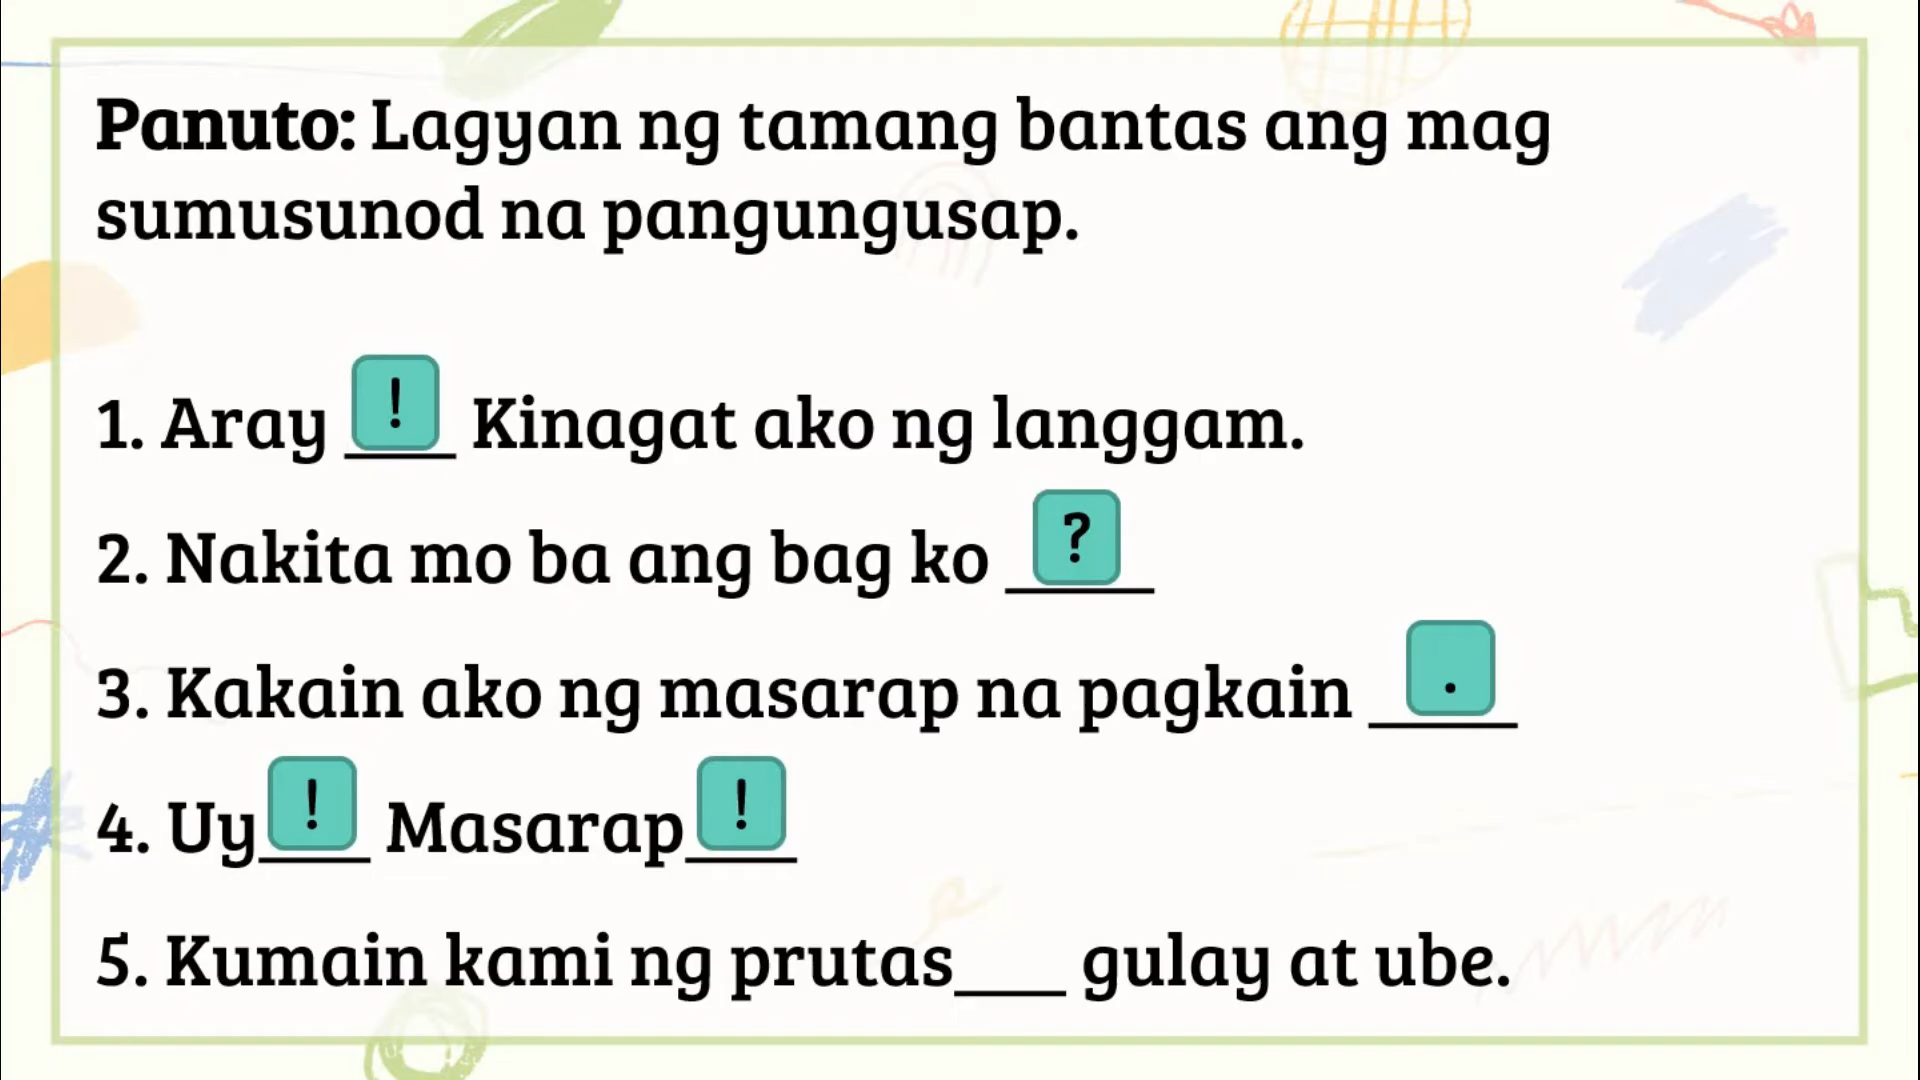 Panuto: Lagyan ng tamang bantas ang mag
sumusunod na pangungusap.
1. Aray ! Kinagat ako ng langgam.
2. Nakita mo ba ang bag ko ?
3. Kakain ako ng masarap na pagkain .
4. Uy! Masarap!
5. Kumain kami ng prutas___ gulay at ube.